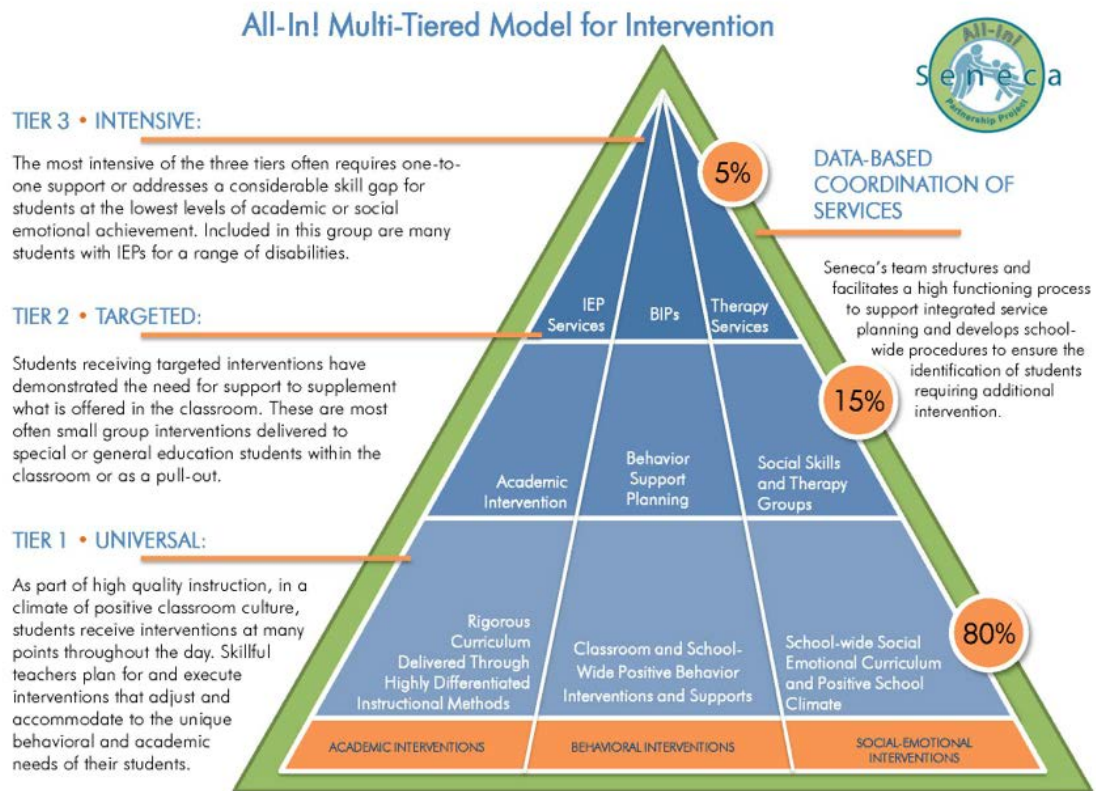 All-In! Multi-Tiered Model for Intervention
All-In!
Seneca
Partnership Project
TIER 3 • INTENSIVE:
The most intensive of the three tiers often requires one-to-
one support or addresses a considerable skill gap for
students at the lowest levels of academic or social
emotional achievement. Included in this group are many
students with IEPs for a range of disabilities.
TIER 2 • TARGETED:
Students receiving targeted interventions have
demonstrated the need for support to supplement
what is offered in the classroom. These are most
often small group interventions delivered to
special or general education students within the
classroom or as a pull-out.
TIER 1 • UNIVERSAL:
As part of high quality instruction, in a
climate of positive classroom culture,
students receive interventions at many
points throughout the day. Skillful
teachers plan for and execute
interventions that adjust and
accommodate to the unique
behavioral and academic
needs of their students.
5%
IEP
Services
BIPs
Therapy
Services
15%
Academic
Intervention
Behavior
Support
Planning
Social Skills
and Therapy
Groups
80%
Rigorous
Curriculum
Delivered Through
Highly Differentiated
Instructional Methods
Classroom and School-
Wide Positive Behavior
Interventions and Supports
School-wide Social
Emotional Curriculum
and Positive School
Climate
ACADEMIC INTERVENTIONS
BEHAVIORAL INTERVENTIONS
SOCIAL-EMOTIONAL
INTERVENTIONS
DATA-BASED
COORDINATION OF
SERVICES
Seneca's team structures and
facilitates a high functioning process
to support integrated service
planning and develops school-
wide procedures to ensure the
identification of students
requiring additional
intervention.